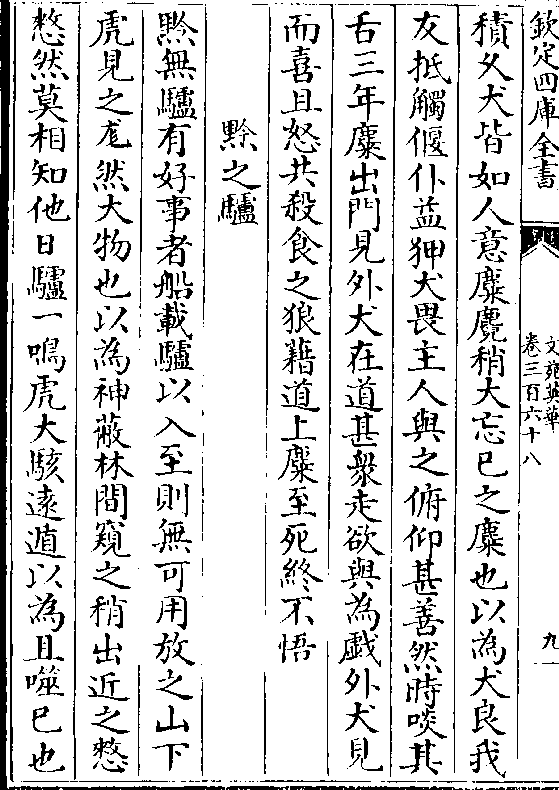 欽定四庫全書
文苑英華
卷三百六十八
九
積久犬皆如人意麋麑稍大忘己之麋也以為犬良我
友抵觸偃仆益狎犬畏主人與之俯仰甚善然時啖其
舌三年麋出門見外犬在道甚衆走欲與為戲外犬見
而喜且怒共殺食之狼藉道上麋至死終不悟
黔之驢
黔無驢有好事者船載驢以入至則無可用放之山下
虎見之尨然大物也以為神蔽林間窺之稍出近之憗
憗然莫相知他日驢一鳴虎大駭遠遁以為且噬已也